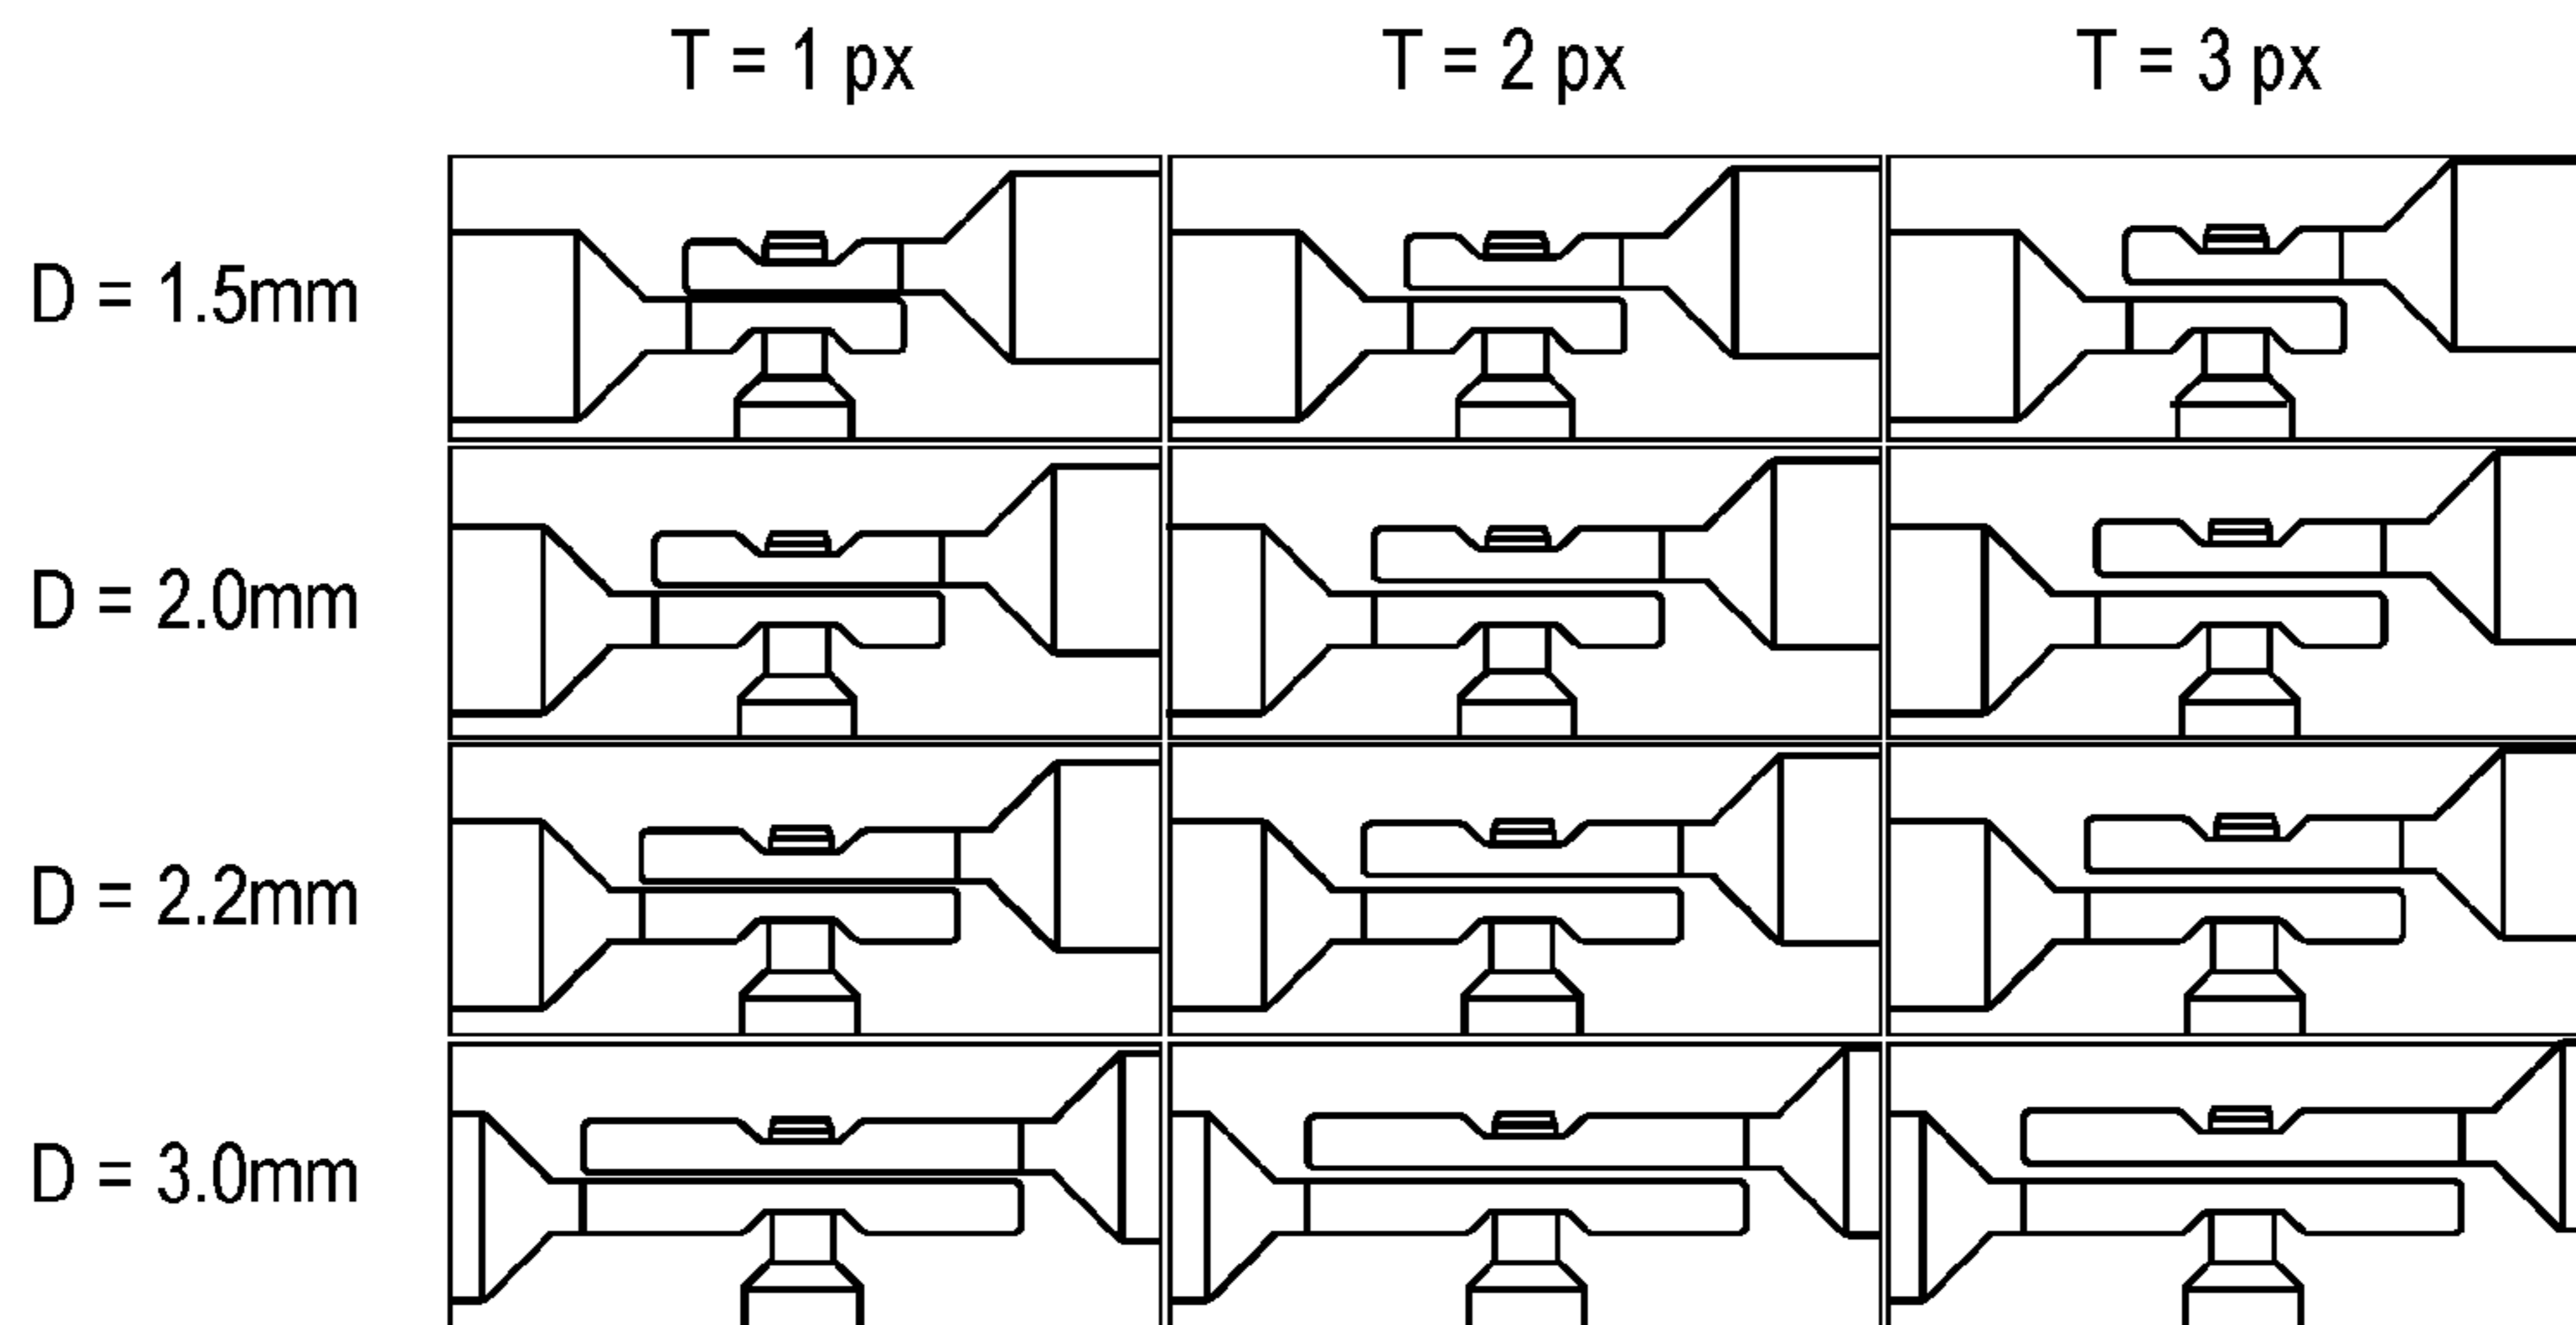 T = 1 px T = 2 px T = 3 px
D = 1.5mm
D = 2.0mm
D = 2.2mm
D = 3.0mm